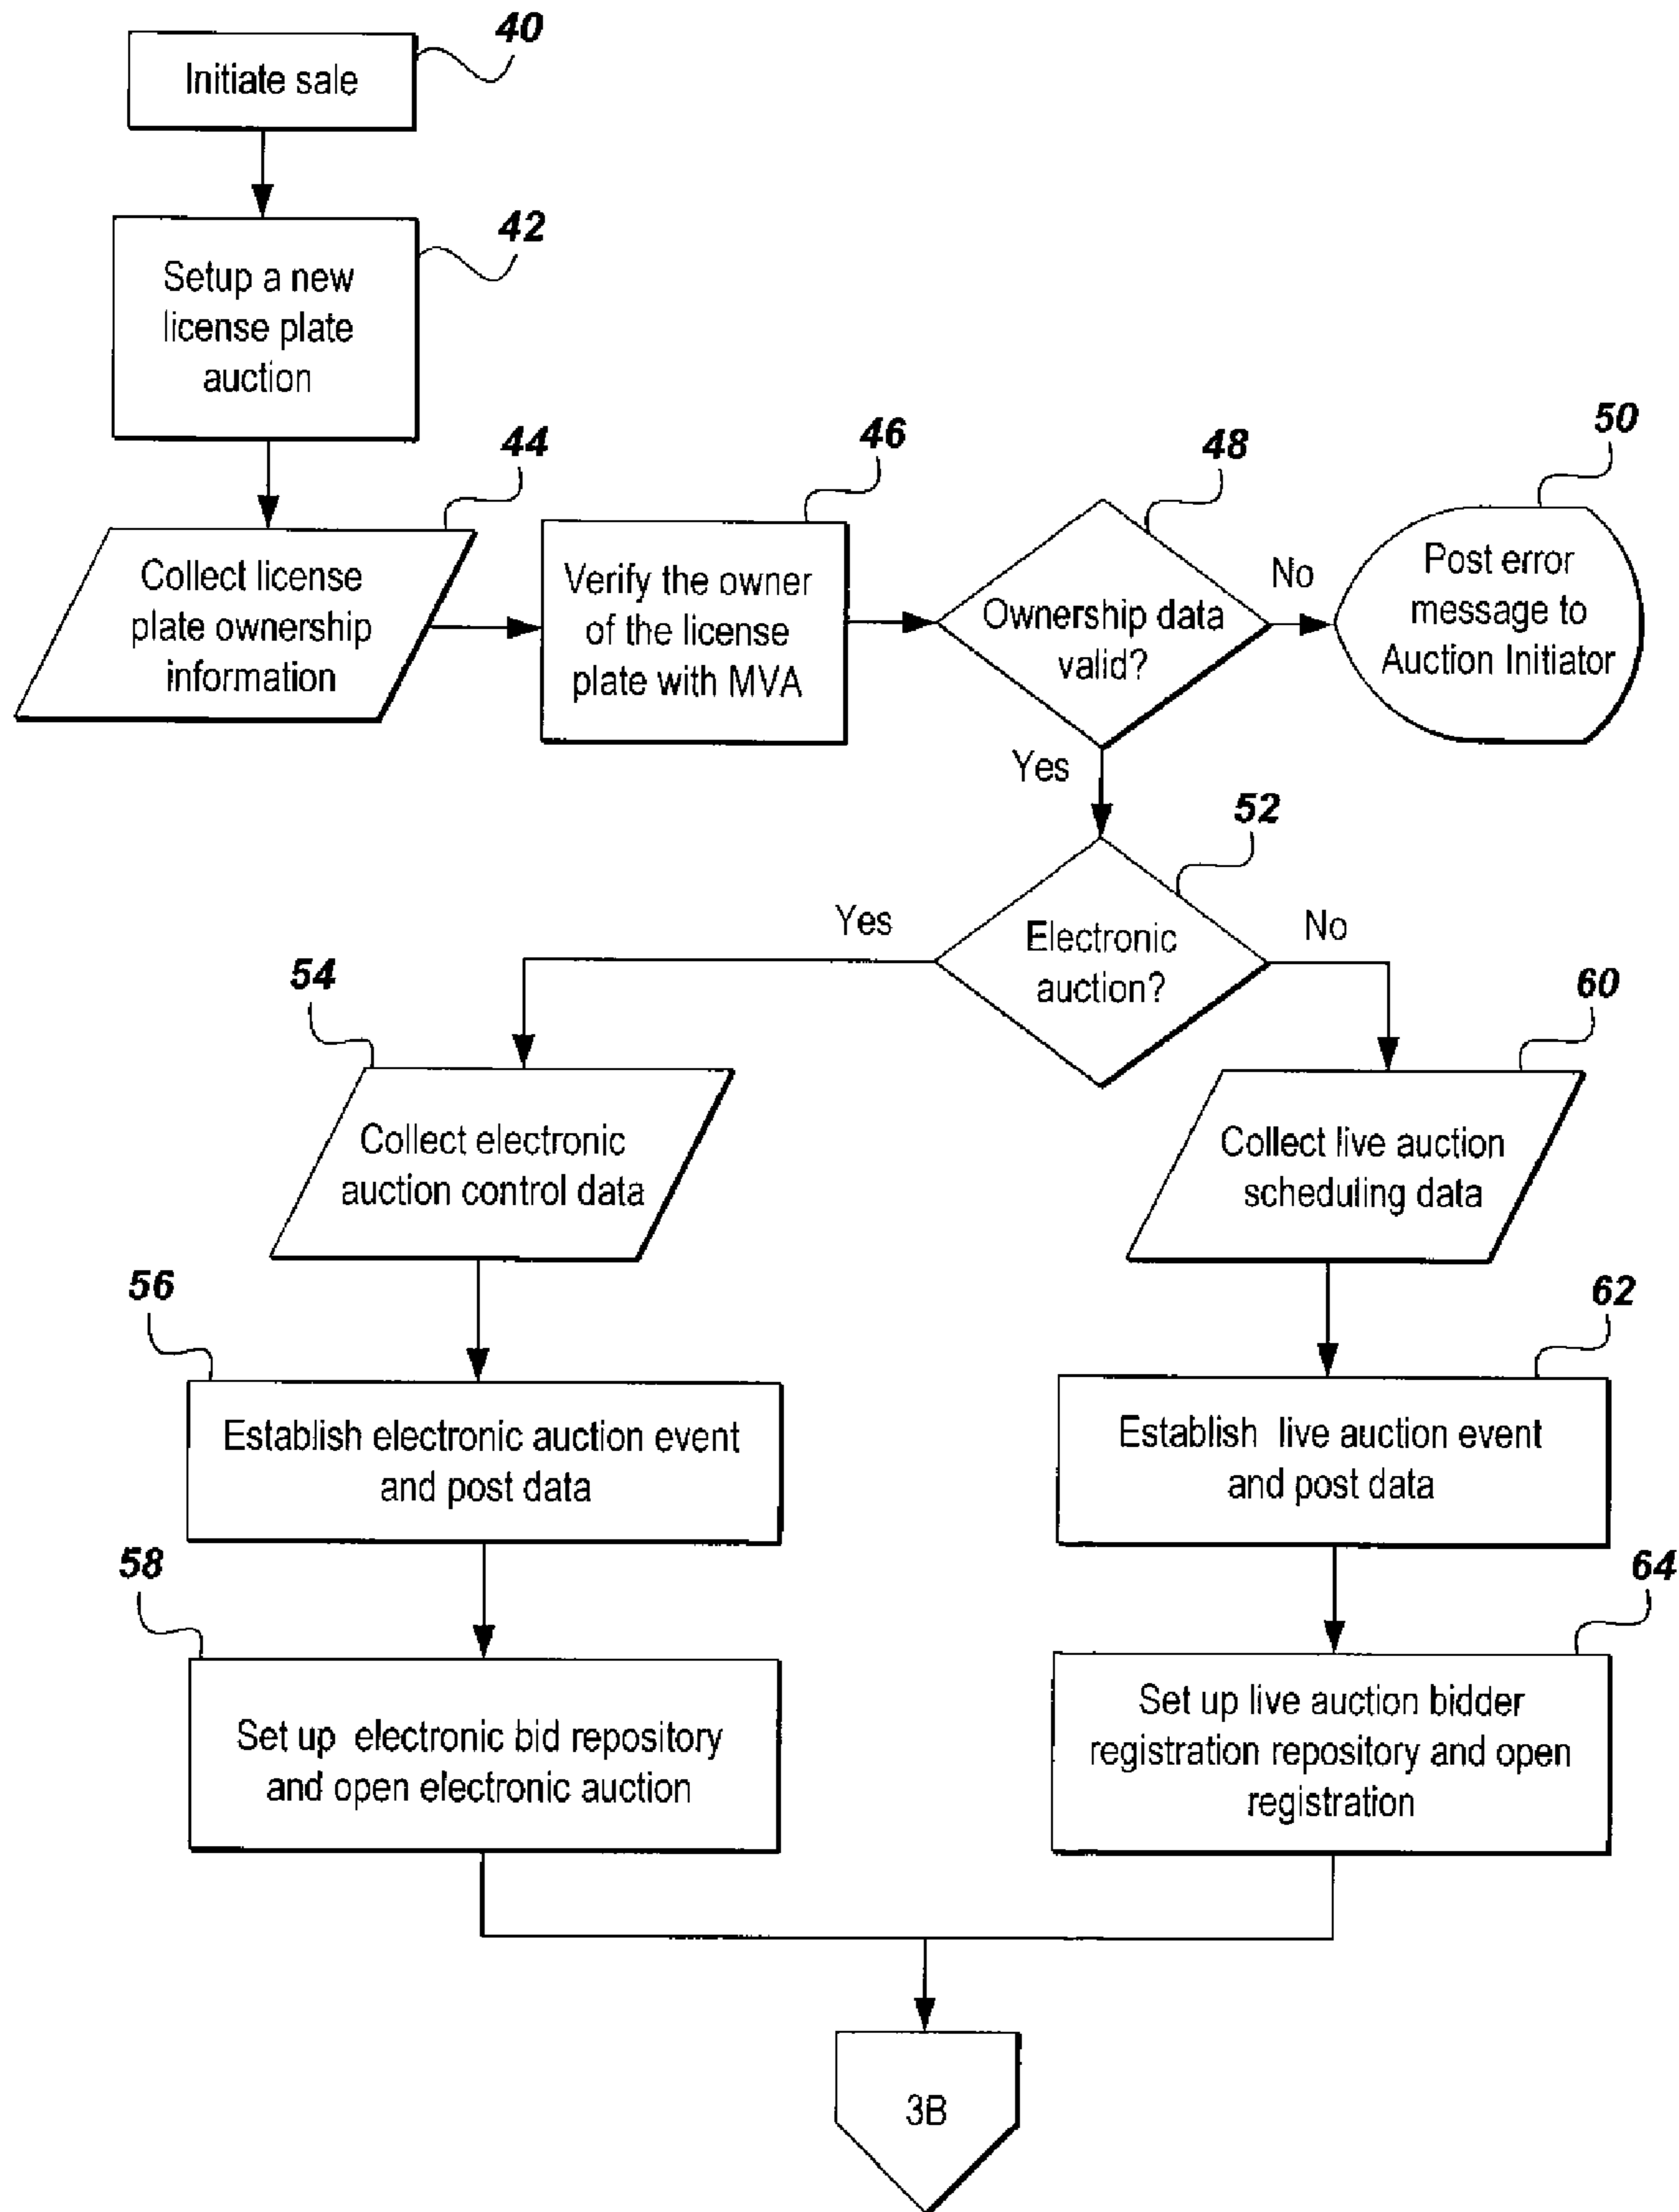 40
Initiate sale
42
Setup a new
license plate
auction
44
Collect license
plate ownership
information
46
Verify the owner
of the license
plate with MVA
48
Ownership data
valid?
No
50
Post error
message to
Auction Initiator
Yes
52
Electronic
auction?
Yes
No
54
Collect electronic
auction control data
60
Collect live auction
scheduling data
56
Establish electronic auction event
and post data
62
Establish live auction event
and post data
58
Set up electronic bid repository
and open electronic auction
64
Set up live auction bidder
registration repository and open
registration
3B